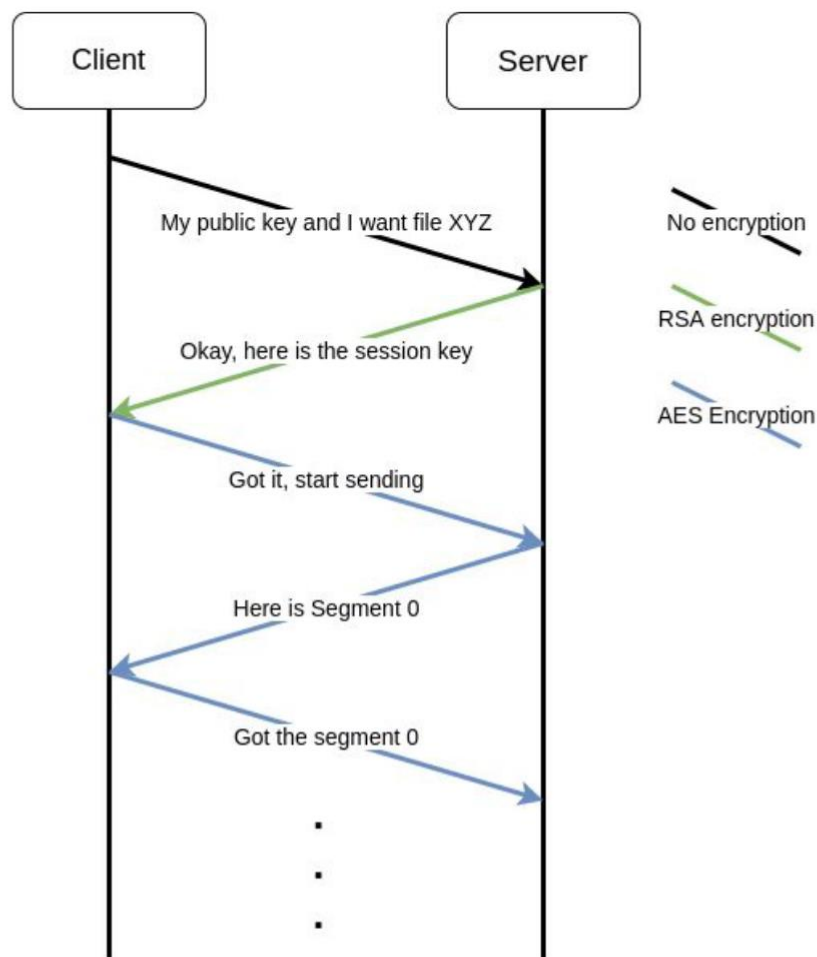 Client
Server
My public key and I want file XYZ
No encryption
RSA encryption
Okay, here is the session key
AES Encryption
Got it, start sending
Here is Segment 0
Got the segment 0
.
.
.